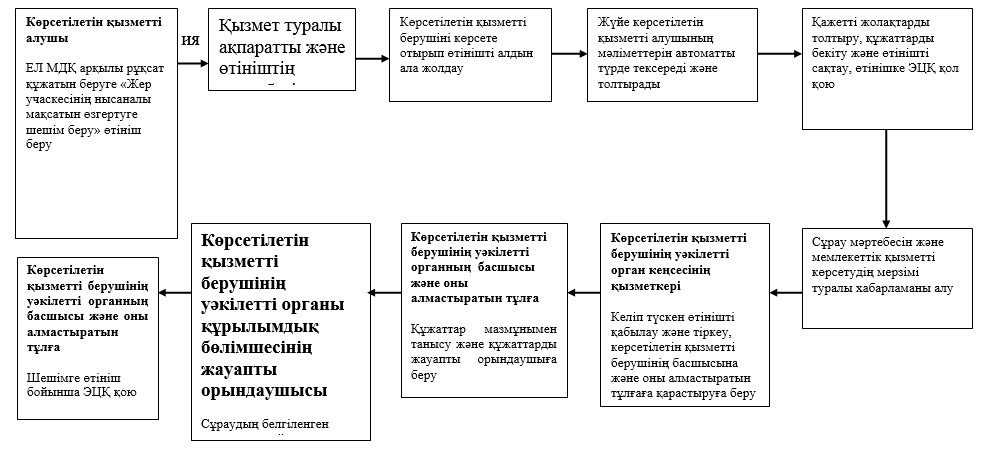 Көрсетілетін қызметті
алушы
ЕЛ МДҚ арқылы рұқсат
құжатын беруге «Жер
учаскесінің нысаналы
мақсатын өзгертуге
шешім беру» өтініш
беру
ия
Қызмет туралы
ақпаратты және
өтініштің
Көрсетілетін қызметті
берушіні көрсете
отырып өтінішті алдын
ала жолдау
Жүйе көрсетілетін
қызметті алушының
мәліметтерін автоматты
түрде тексереді және
толтырады
Қажетті жолақтарды
толтыру, құжаттарды
бекіту және өтінішті
сақтау, өтінішке ЭЦҚ қол
қою
Сұрау мәртебесін және
мемлекеттік қызметті
көрсетудің мерзімі
туралы хабарламаны алу
Көрсетілетін қызметті
берушінің уәкілетті
орган кеңсесінің
қызметкері
Келіп түскен өтінішті
қабылау және тіркеу,
көрсетілетін қызметті
берушінің басшысына
және оны алмастыратын
тұлғаға қарастыруға беру
Көрсетілетін қызметті
берушінің уәкілетті
органның басшысы
және оны
алмастыратын тұлға
Құжаттар мазмұнымен
танысу және құжаттарды
жауапты орындаушыға
беру
Көрсетілетін
қызметті
берушінің
уәкілетті органы
құрылымдық
бөлімшесінің
жауапты
орындаушысы
Сұраудың белгіленген
Көрсетілетін
қызметті берушінің
уәкілетті органның
басшысы және оны
алмастыратын
тұлға
Шешімге өтініш
бойынша ЭЦҚ қою